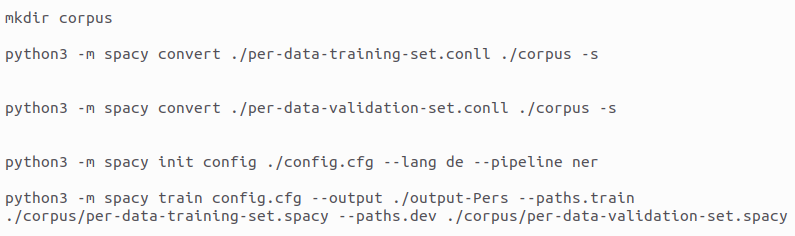 mkdir corpus
python3 -m spacy convert ./per-data-training-set.conll ./corpus -s
python3 -m spacy convert ./per-data-validation-set.conll ./corpus -s
python3 -m spacy init config ./config.cfg --lang de --pipeline ner
python3 -m spacy train config.cfg --output ./output-Pers --paths.train
./corpus/per-data-training-set.spacy --paths.dev ./corpus/per-data-validation-set.spacy